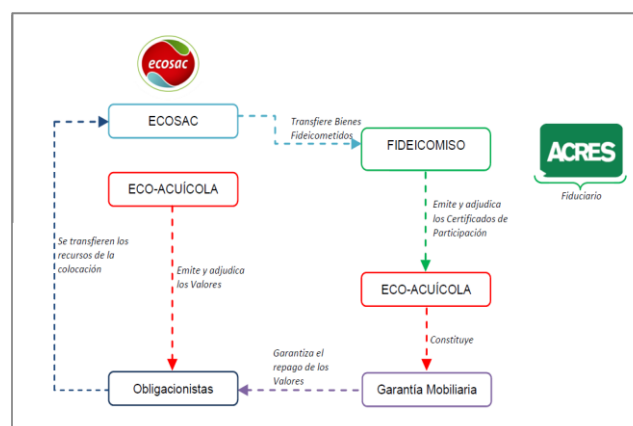 ecosac
ECOSAC
Transfiere Bienes
Fideicometidos
FIDEICOMISO
ACRES
Fiduciario
ECO-ACUÍCOLA
Se transfieren los
recursos de la
colocación
Emite y adjudica
los Valores
Emite y adjudica
los Certificados de
Participación
ECO-ACUÍCOLA
Constituye
Garantiza el
repago de los
Valores
Obligacionistas
Garantía Mobiliaria